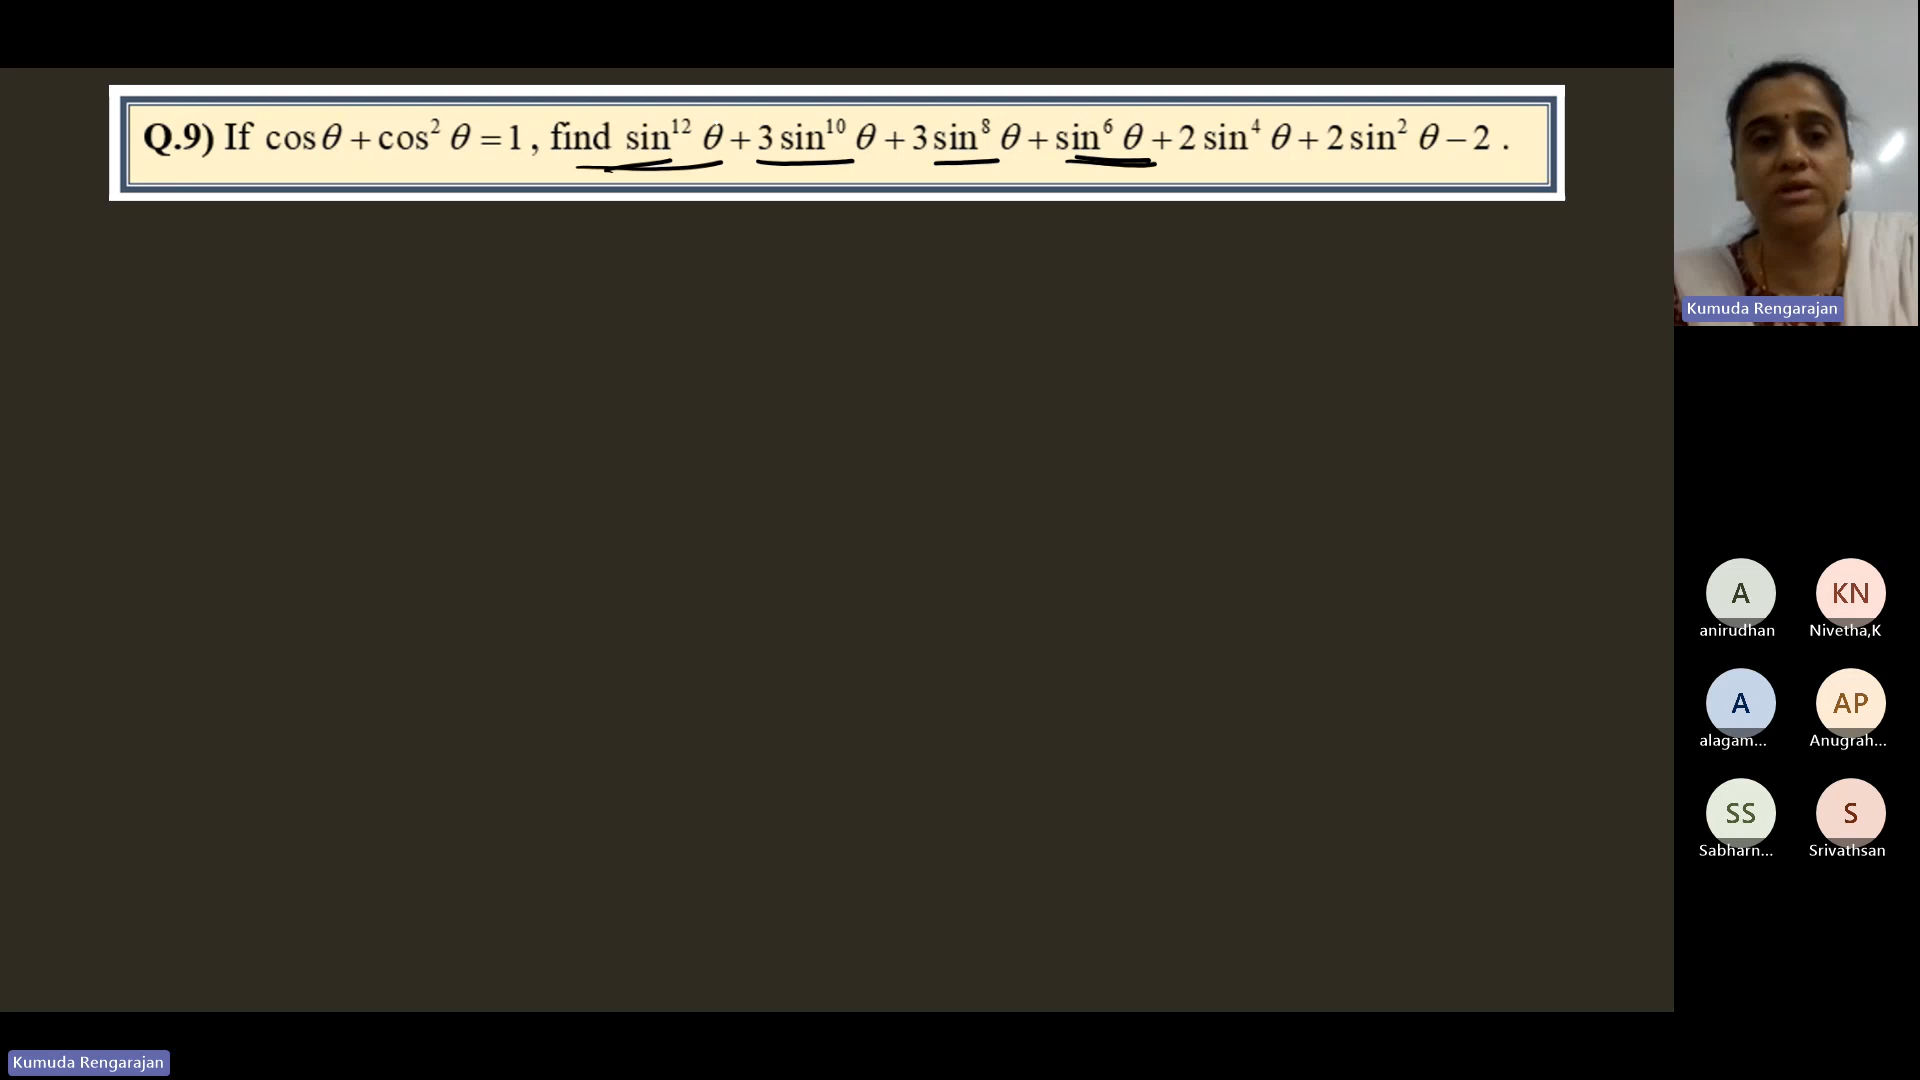 Q.9) If cos θ + cos² θ = 1 , find sin¹² θ + 3 sin¹⁰ θ + 3 sin⁸ θ + sin⁶ θ + 2 sin⁴ θ + 2 sin² θ − 2 .
Kumuda Rengarajan
A KN
anirudhan Nivetha,K
A AP
alagam... Anugrah...
SS S
Sabharn... Srivathsan
Kumuda Rengarajan